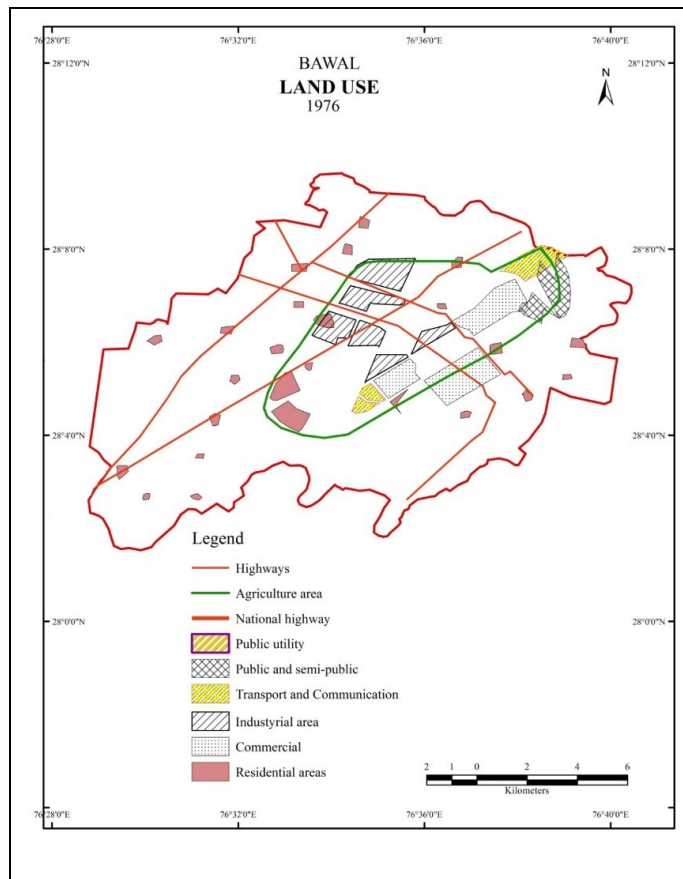 76°28'0"E 76°32'0"E 76°36'0"E 76°40'0"E
28°12'0"N 28°12'0"N
BAWAL
LAND USE
1976
N
28°8'0"N 28°8'0"N
28°4'0"N 28°4'0"N
Legend
Highways
Agriculture area
28°0'0"N 28°0'0"N
National highway
Public utility
Public and semi-public
Transport and Communication
Industyrial area
Commercial
Residential areas
2 1 0 2 4 6
Kilometers
76°28'0"E 76°32'0"E 76°36'0"E 76°40'0"E